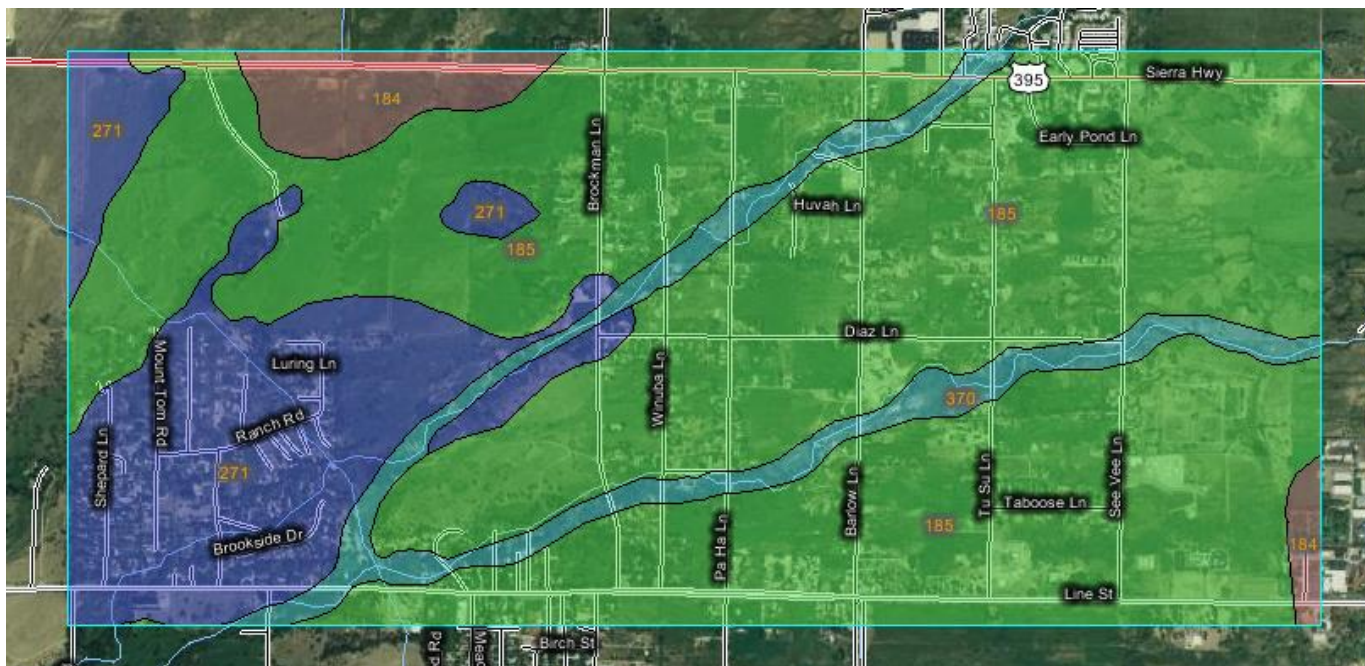 395
Sierra Hwy
184
271
Early Pond Ln
Brockman Ln
Huvah Ln
271
185
185
Diaz Ln
Mount Tom Rd
Luring Ln
Winuba Ln
370
Ranch Rd
Shepard Ln
271
Barlow Ln
Tu Su Ln
See Vee Ln
Taboose Ln
Pa Ha Ln
185
Brookside Dr
184
Line St
Birch St
d Rd
Mead